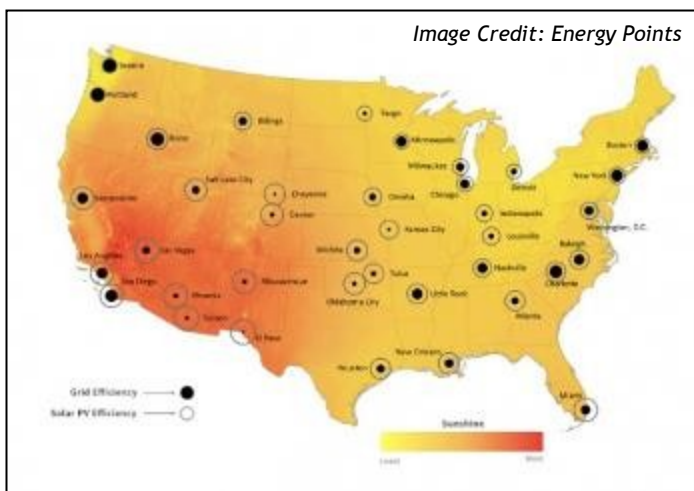 Image Credit: Energy Points
Seattle
Portland
Fargo
Billings
Minneapolis
Boise
Boston
Milwaukee
New York
Salt Lake City
Detroit
Chicago
Cheyenne
Sacramento
Omaha
Denver
Indianapolis
Washington, D.C.
Kansas City
Louisville
Raleigh
Las Vegas
Wichita
Los Angeles
Nashville
Tulsa
Charlotte
San Diego
Albuquerque
Phoenix
Oklahoma City
Little Rock
Atlanta
Tucson
El Paso
New Orleans
Houston
Grid Efficiency
Miami
Solar PV Efficiency
Sunshine
Least
Most